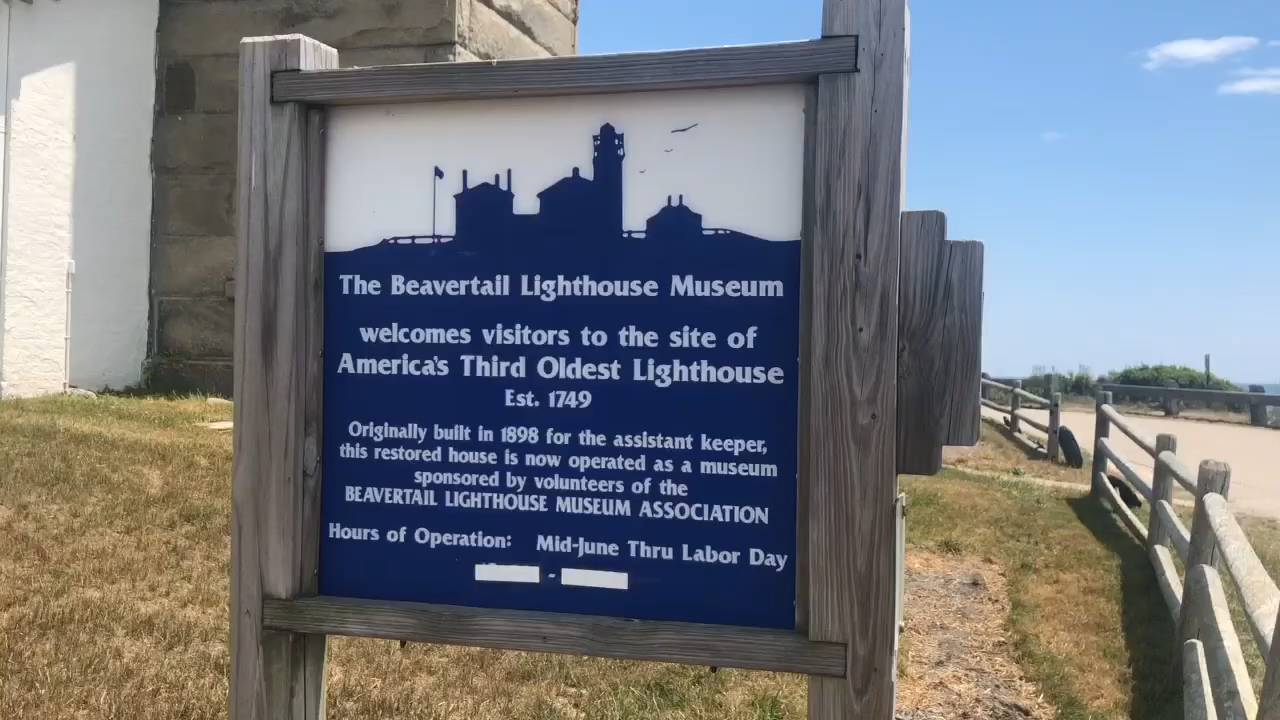 The Beavertail Lighthouse Museum
welcomes visitors to the site of
America's Third Oldest Lighthouse
Est. 1749
Originally built in 1898 for the assistant keeper,
this restored house is now operated as a museum
sponsored by volunteers of the
BEAVERTAIL LIGHTHOUSE MUSEUM ASSOCIATION
Hours of Operation: Mid-June Thru Labor Day
-